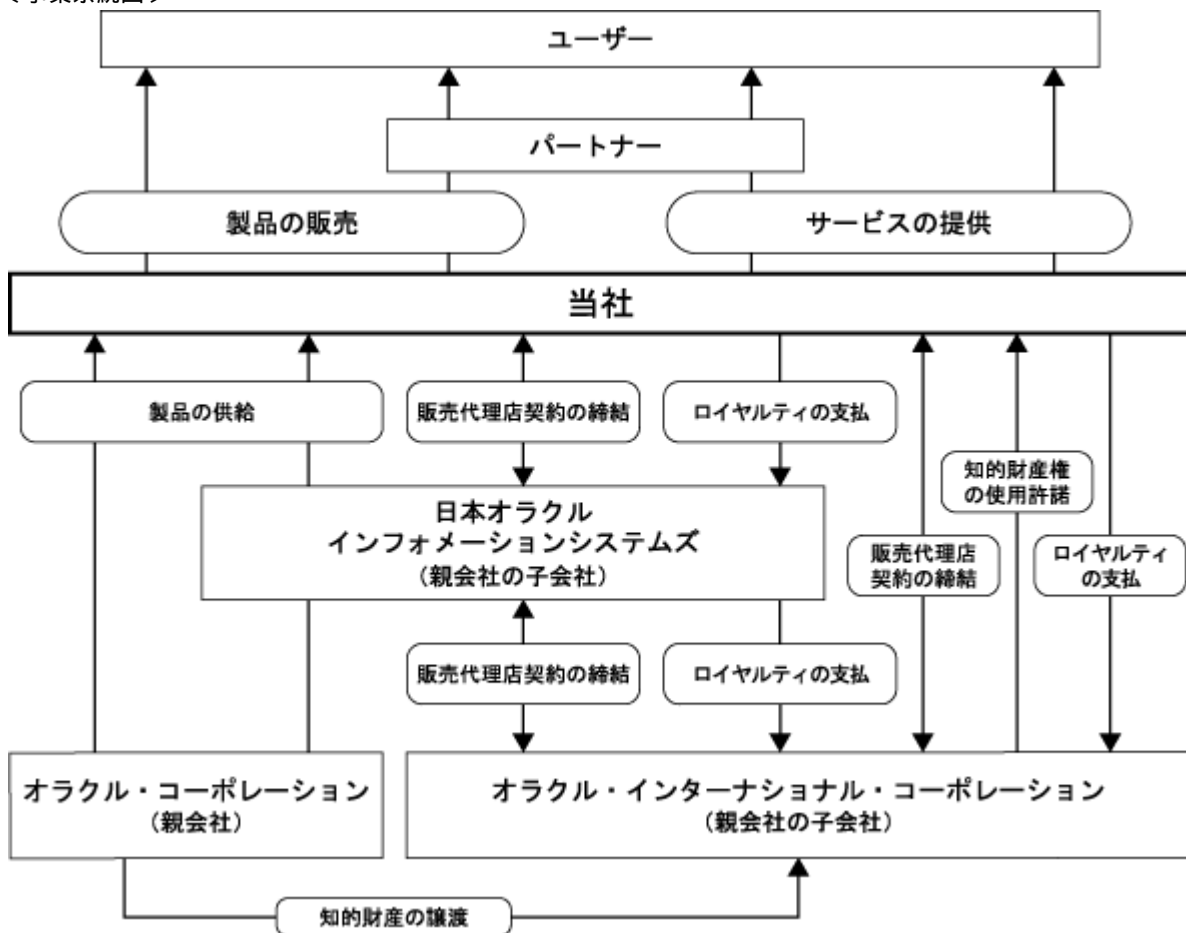 ユーザー
パートナー
製品の販売
サービスの提供
当社
製品の供給
販売代理店契約の締結
ロイヤルティの支払
知的財産権
の使用許諾
日本オラクル
インフォメーションシステムズ
（親会社の子会社）
販売代理店
契約の締結
ロイヤルティ
の支払
販売代理店契約の締結
ロイヤルティの支払
オラクル・コーポレーション
（親会社）
オラクル・インターナショナル・コーポレーション
（親会社の子会社）
知的財産の譲渡